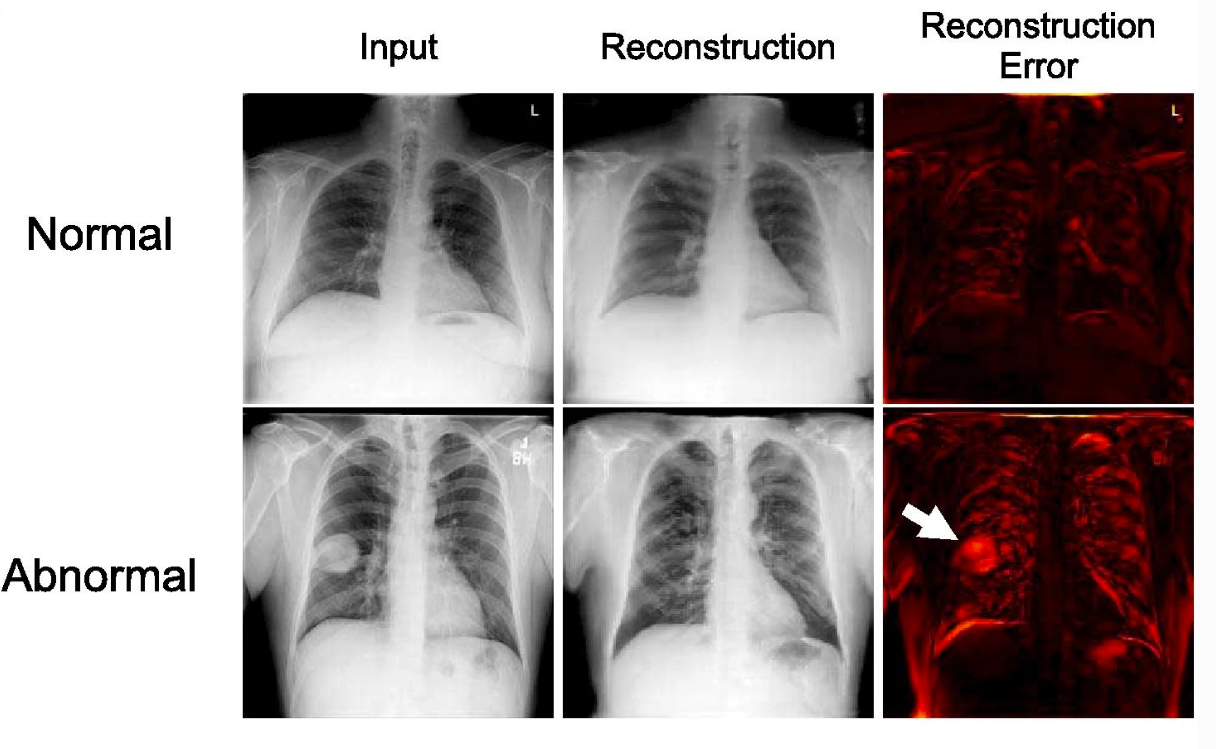 Input
Reconstruction
Reconstruction
Error
Normal
L
L
Abnormal